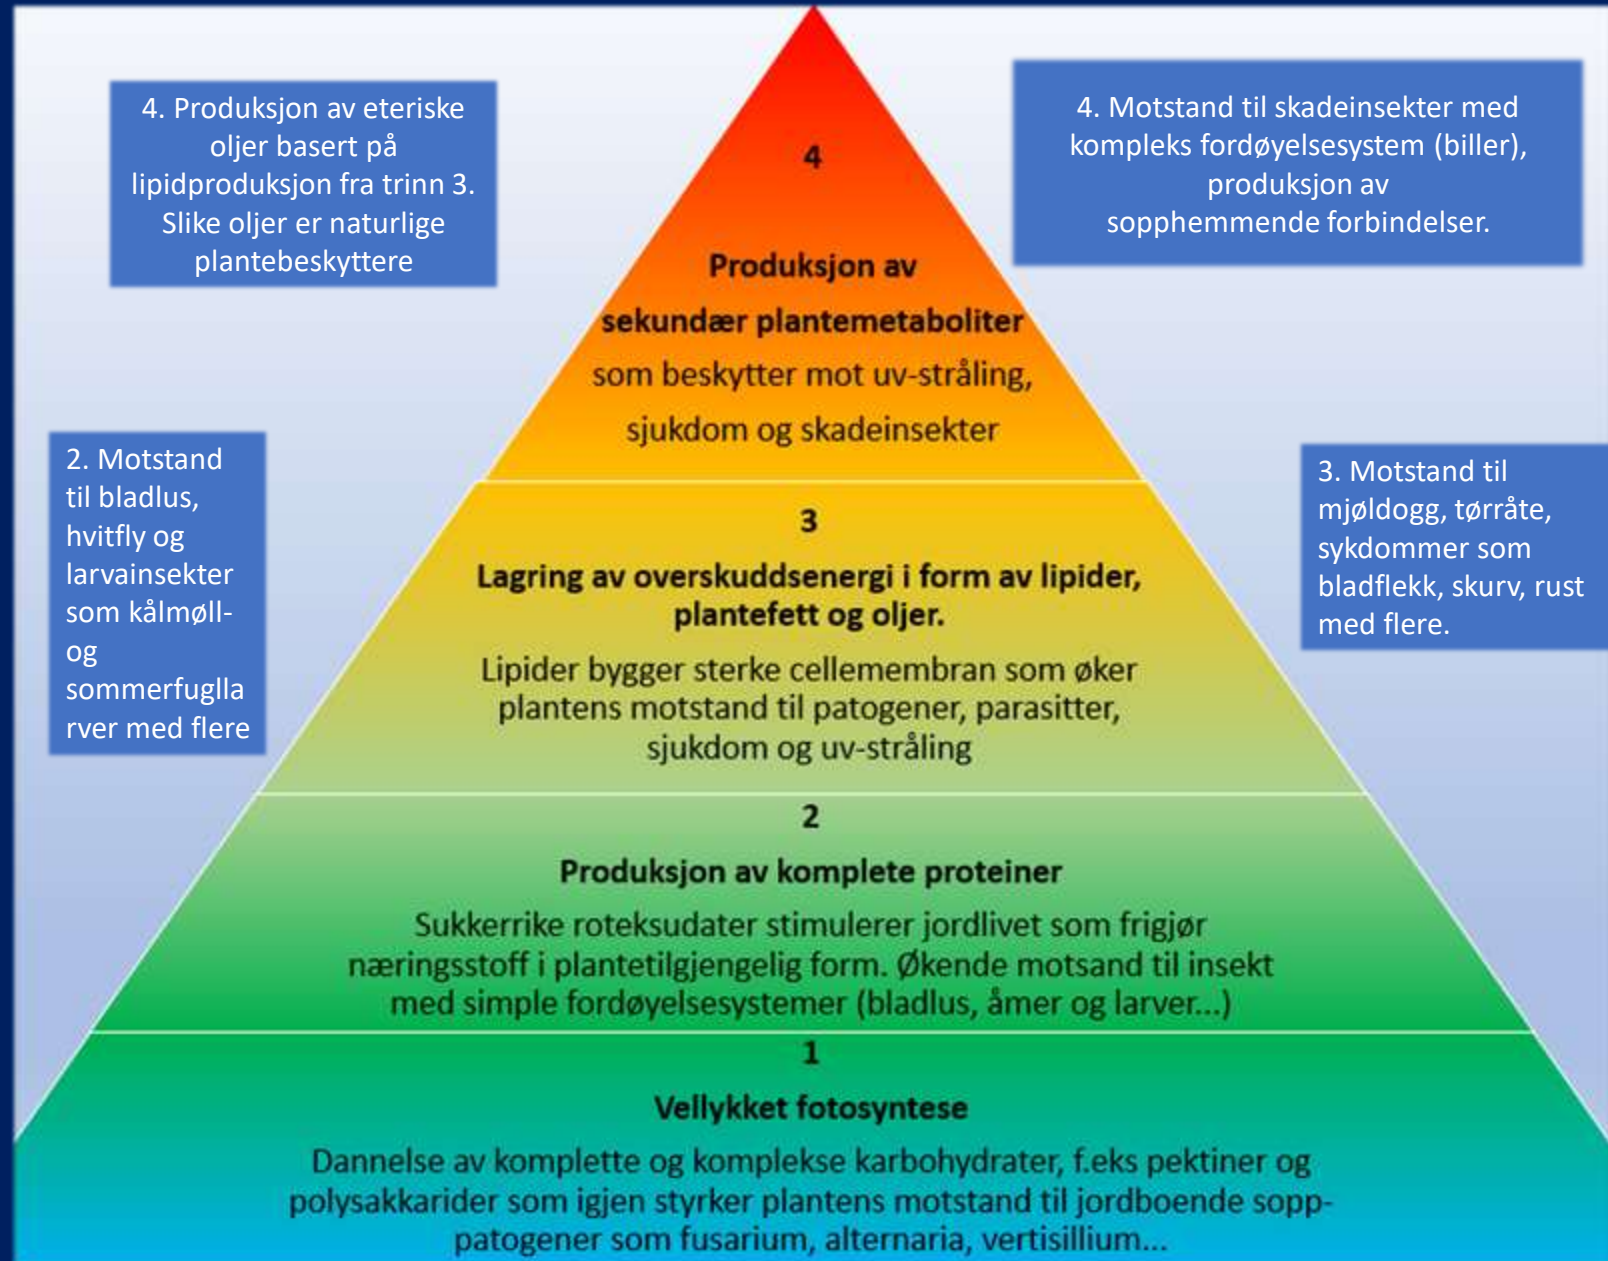 4. Produksjon av eteriske
oljer basert på
lipidproduksjon fra trinn 3.
Slike oljer er naturlige
plantebeskyttere
4. Motstand til skadeinsekter med
kompleks fordøyelsesystem (biller),
produksjon av
sopphemmende forbindelser.
4
Produksjon av
sekundær plantemetaboliter
som beskytter mot uv-stråling,
sjukdom og skadeinsekter
2. Motstand
til bladlus,
hvitfly og
larvainsekter
som kålmøll-
og
sommerfuglla
rver med flere
3. Motstand til
mjøldogg, tørråte,
sykdommer som
bladflekk, skurv, rust
med flere.
3
Lagring av overskuddsenergi i form av lipider,
plantefett og oljer.
Lipider bygger sterke cellemembran som øker
plantens motstand til patogener, parasitter,
sjukdom og uv-stråling
2
Produksjon av komplete proteiner
Sukkerrike roteksudater stimulerer jordlivet som frigjør
næringsstoff i plantetilgjengelig form. Økende motsand til insekt
med simple fordøyelsesystemer (bladlus, åmer og larver...)
1
Vellykket fotosyntese
Dannelse av komplette og komplekse karbohydrater, f.eks pektiner og
polysakkarider som igjen styrker plantens motstand til jordboende sopp-
patogener som fusarium, alternaria, vertisillium...